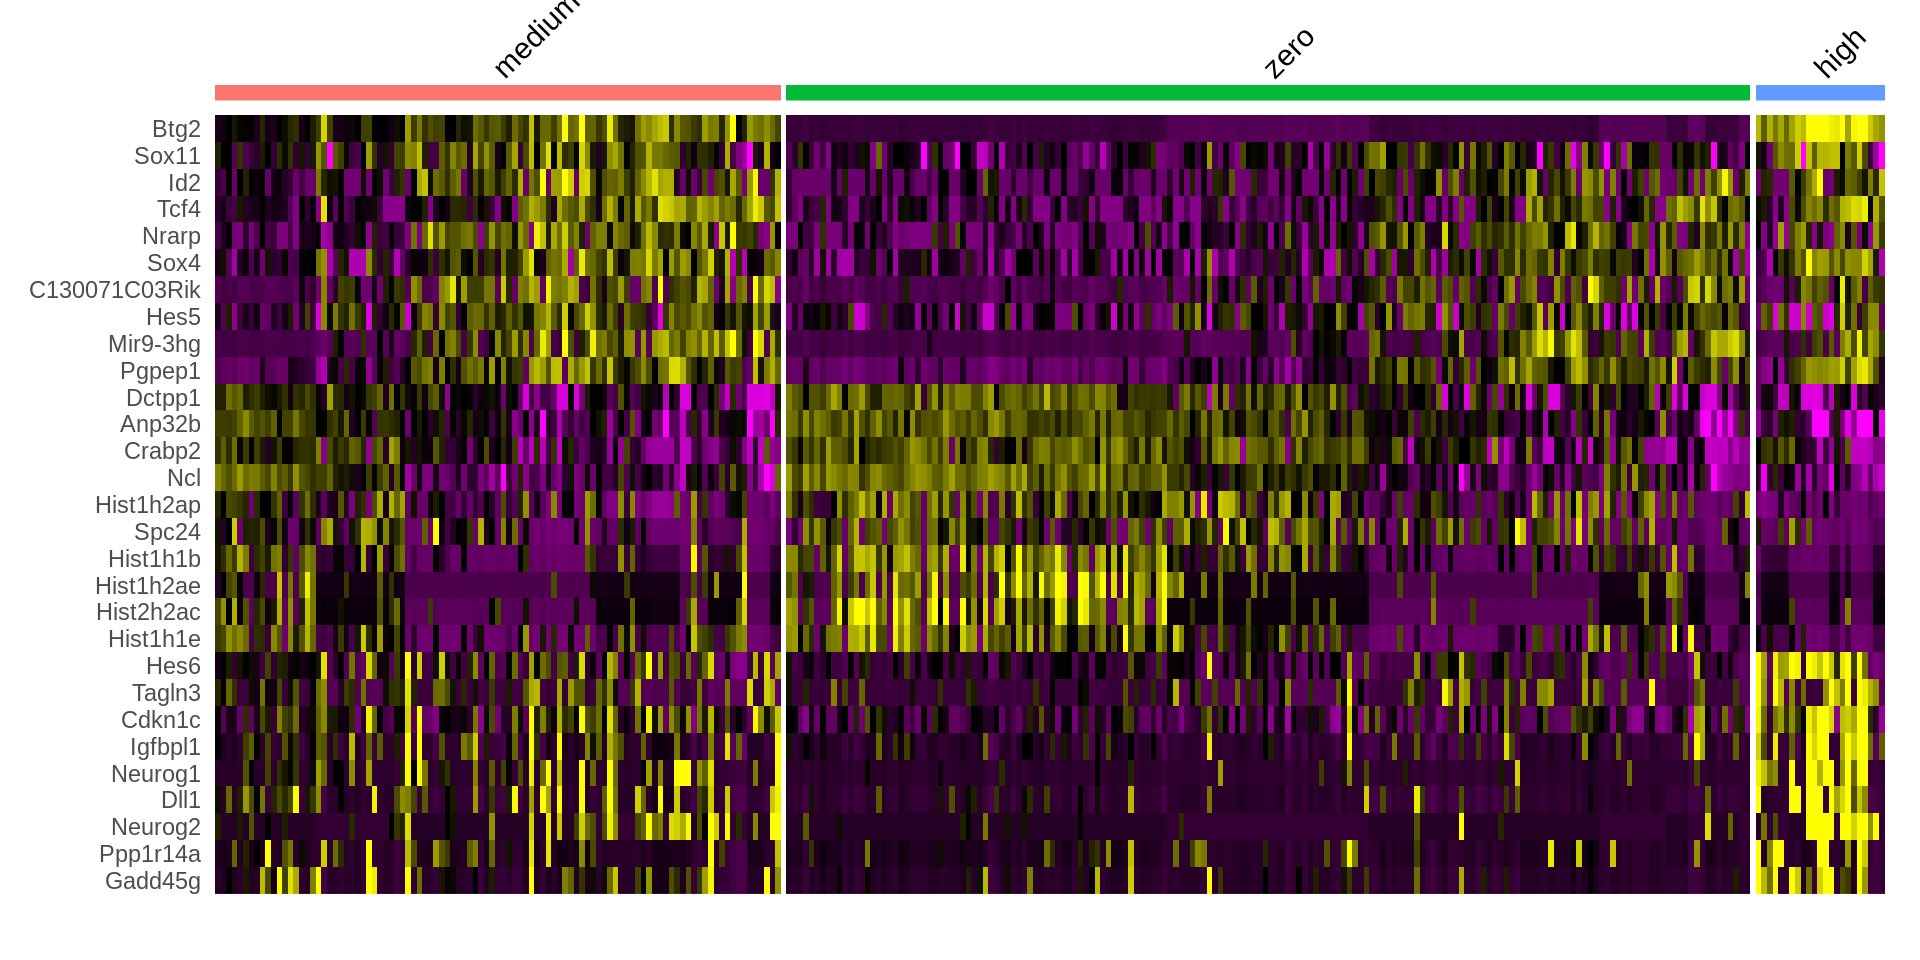 medium
zero
high
Btg2
Sox11
Id2
Tcf4
Nrarp
Sox4
C130071C03Rik
Hes5
Mir9-3hg
Pgpep1
Dctpp1
Anp32b
Crabp2
Ncl
Hist1h2ap
Spc24
Hist1h1b
Hist1h2ae
Hist2h2ac
Hist1h1e
Hes6
Tagln3
Cdkn1c
Igfbpl1
Neurog1
Dll1
Neurog2
Ppp1r14a
Gadd45g